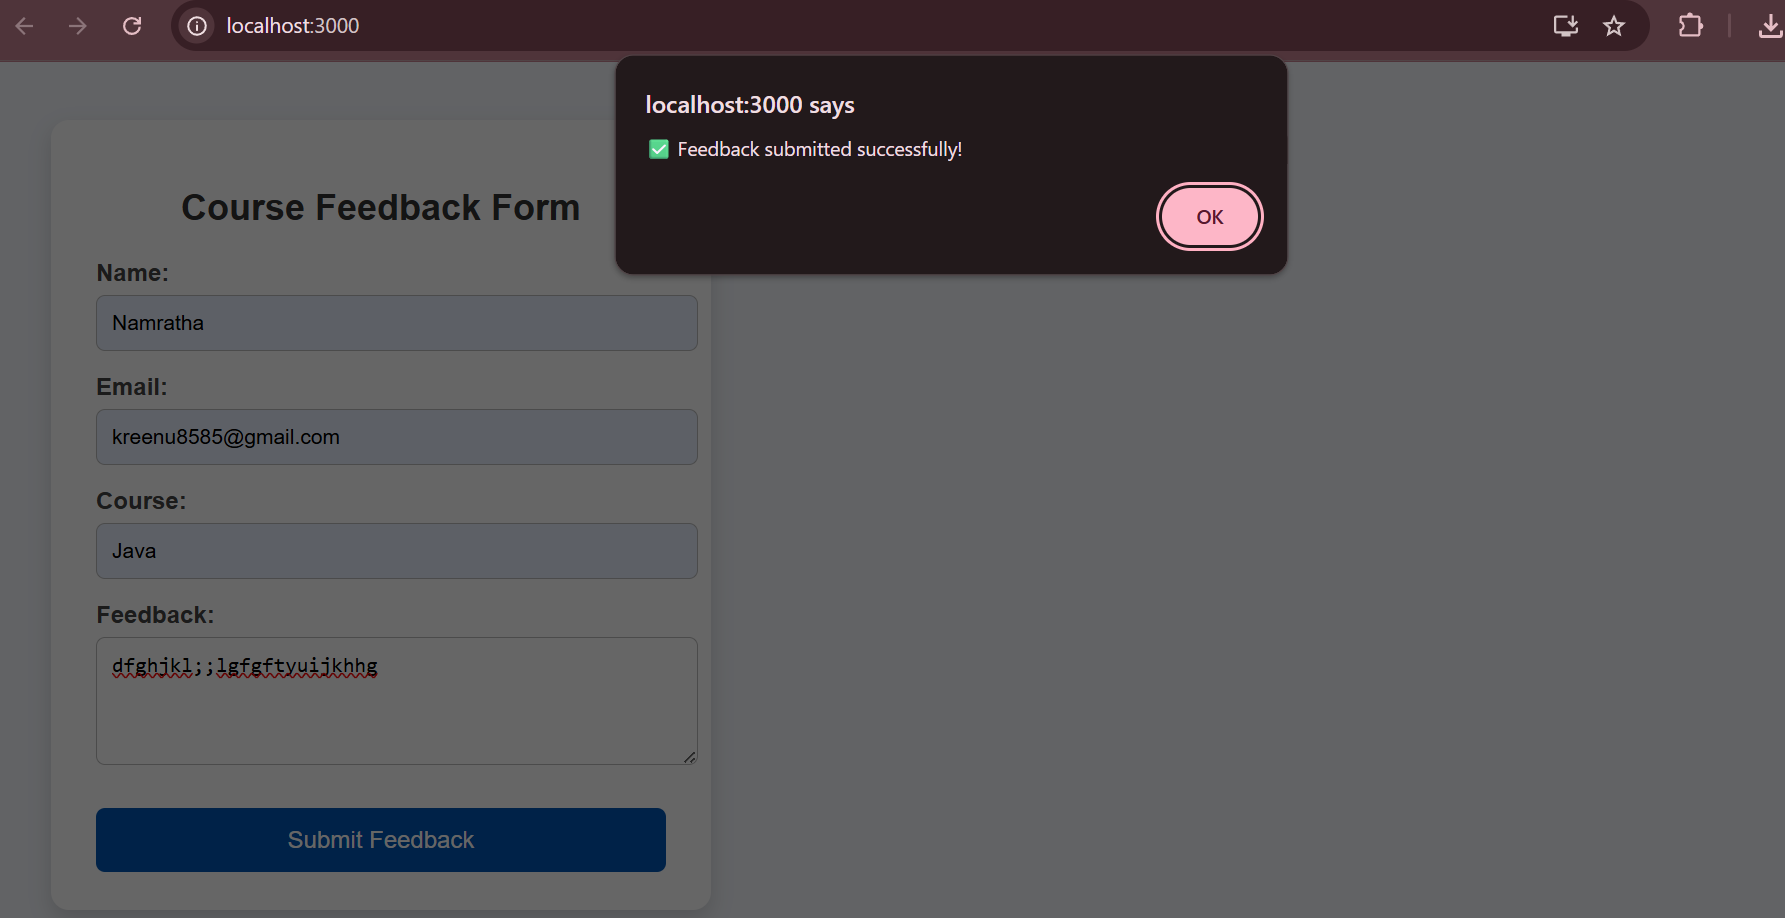 localhost:3000
localhost:3000 says
✅ Feedback submitted successfully!
OK
Course Feedback Form
Name:
Namratha
Email:
kreenu8585@gmail.com
Course:
Java
Feedback:
dfghjkl;;lgfgftyuijkhhg
Submit Feedback